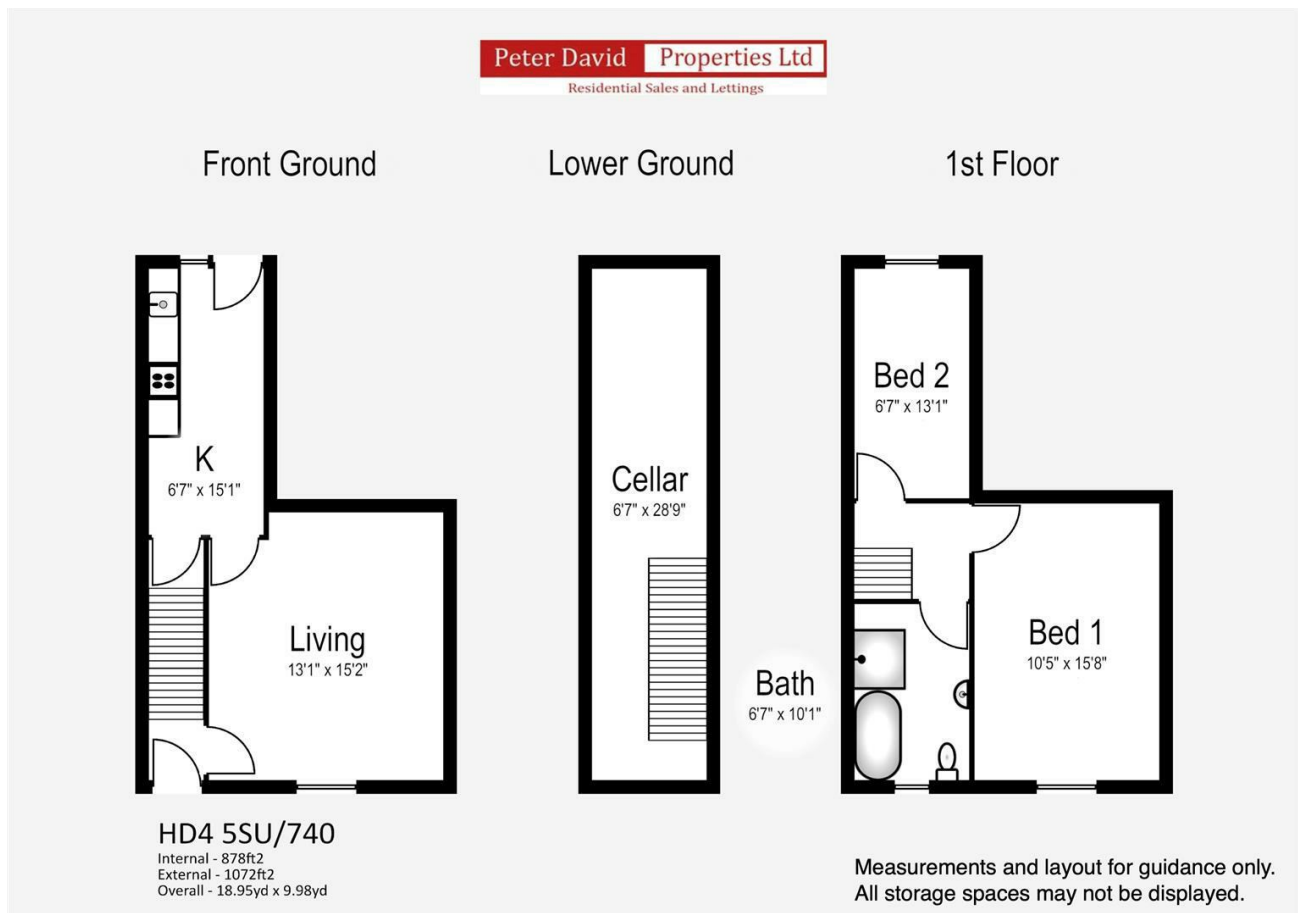 Peter David Properties Ltd
Residential Sales and Lettings
Front Ground
Lower Ground
1st Floor
K
6'7" x 15'1"
Living
13'1" x 15'2"
Cellar
6'7" x 28'9"
Bed 2
6'7" x 13'1"
Bed 1
10'5" x 15'8"
Bath
6'7" x 10'1"
HD4 5SU/740
Internal - 878ft2
External - 1072ft2
Overall - 18.95yd x 9.98yd
Measurements and layout for guidance only.
All storage spaces may not be displayed.